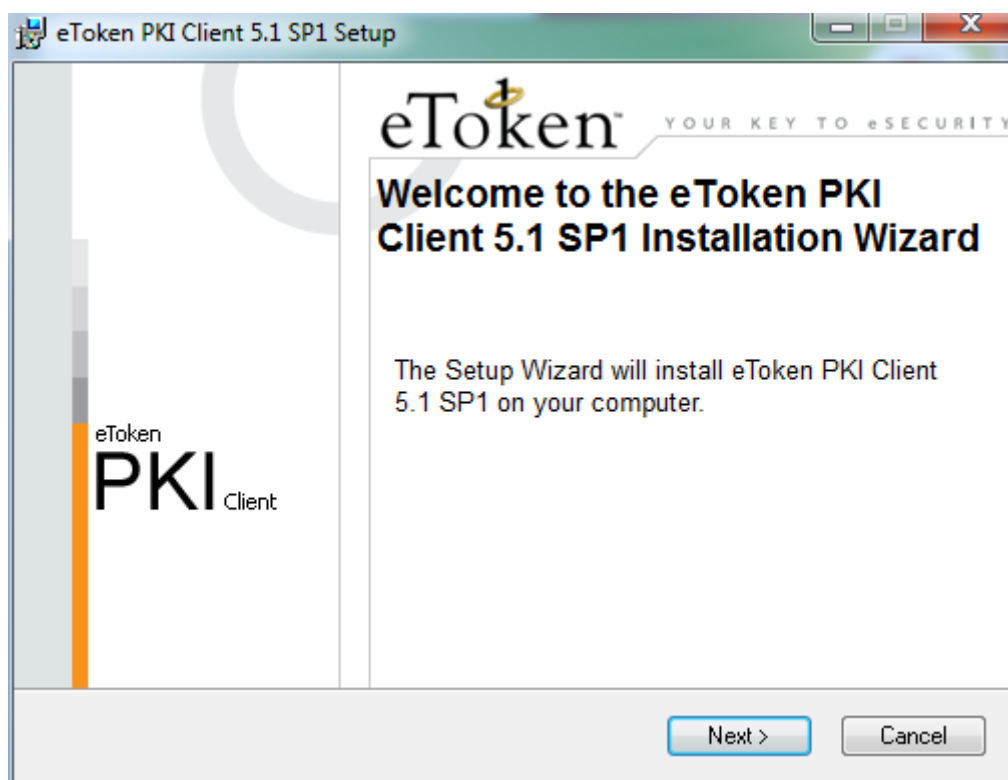 eToken PKI Client 5.1 SP1 Setup
eToken™ YOUR KEY TO eSECURITY
Welcome to the eToken PKI
Client 5.1 SP1 Installation Wizard
The Setup Wizard will install eToken PKI Client
5.1 SP1 on your computer.
eToken
PKI Client
Next >
Cancel